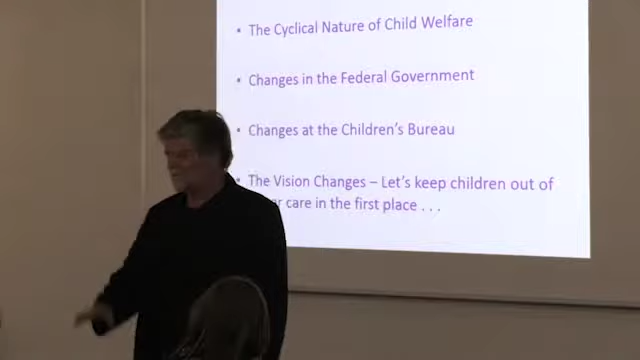 • The Cyclical Nature of Child Welfare
• Changes in the Federal Government
• Changes at the Children's Bureau
• The Vision Changes – Let's keep children out of
care in the first place . . .